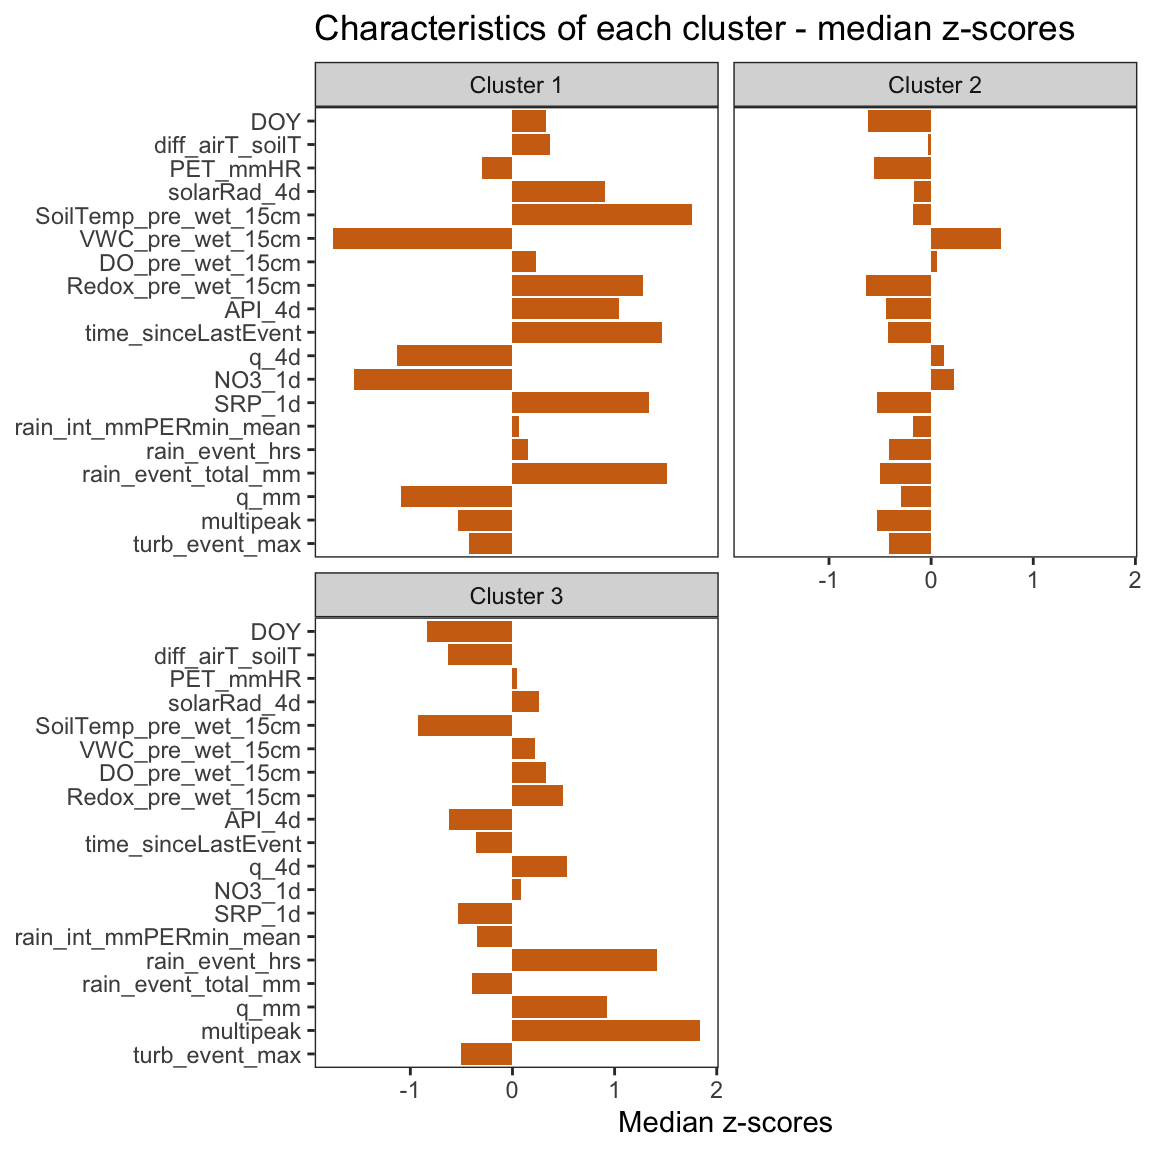 Characteristics of each cluster - median z-scores
Cluster 1
Cluster 2
DOY
diff_airT_soilT
PET_mmHR
solarRad_4d
SoilTemp_pre_wet_15cm
VWC_pre_wet_15cm
DO_pre_wet_15cm
Redox_pre_wet_15cm
API_4d
time_sinceLastEvent
q_4d
NO3_1d
SRP_1d
rain_int_mmPERmin_mean
rain_event_hrs
rain_event_total_mm
q_mm
multipeak
turb_event_max
-1 0 1 2
Cluster 3
DOY
diff_airT_soilT
PET_mmHR
solarRad_4d
SoilTemp_pre_wet_15cm
VWC_pre_wet_15cm
DO_pre_wet_15cm
Redox_pre_wet_15cm
API_4d
time_sinceLastEvent
q_4d
NO3_1d
SRP_1d
rain_int_mmPERmin_mean
rain_event_hrs
rain_event_total_mm
q_mm
multipeak
turb_event_max
-1 0 1 2
Median z-scores